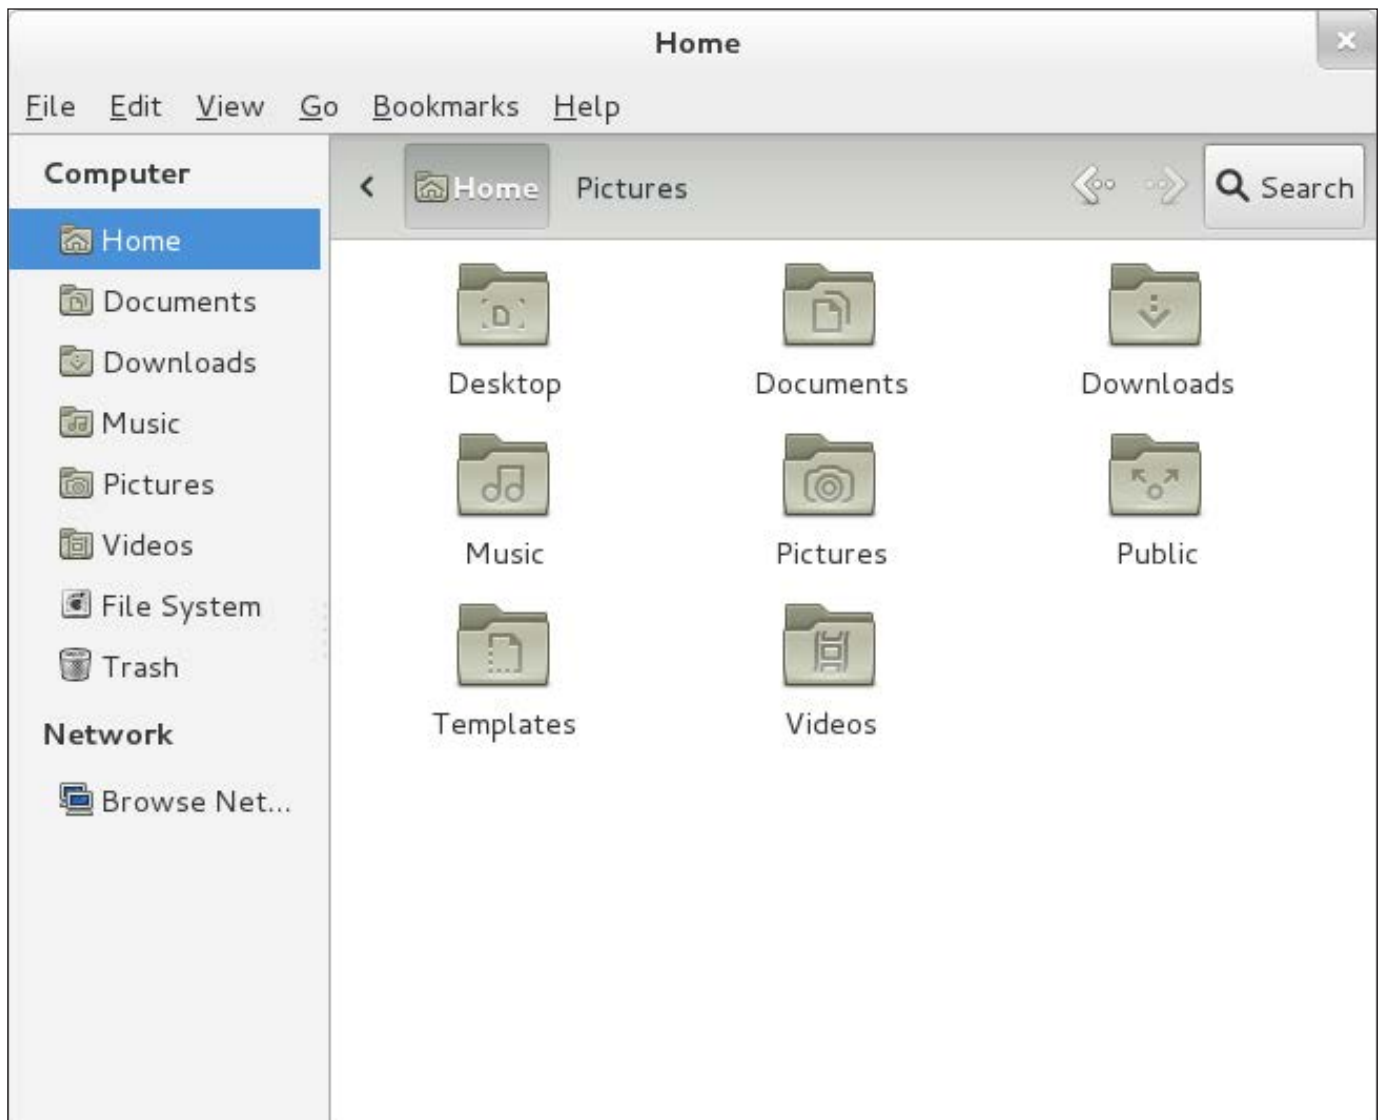 Home
File Edit View Go Bookmarks Help
Computer
Home
Documents
Downloads
Music
Pictures
Videos
File System
Trash
Network
Browse Net...
Home Pictures Search
Desktop Documents Downloads
Music Pictures Public
Templates Videos